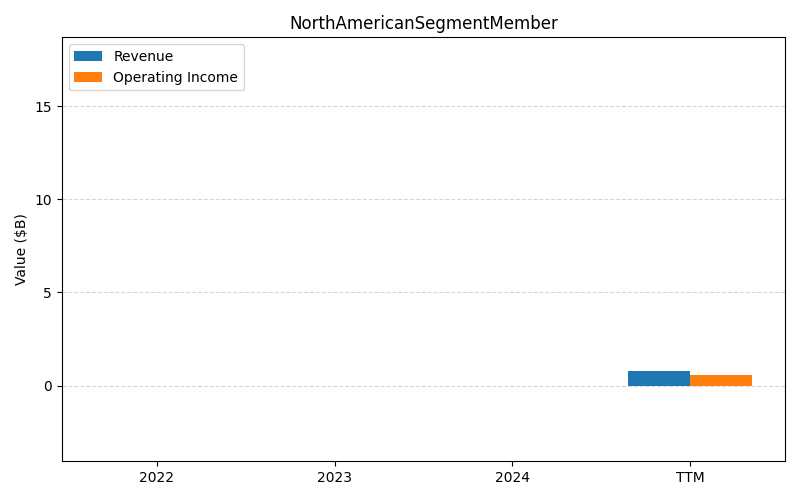 NorthAmericanSegmentMember
Revenue
Operating Income
Value ($B)
15
10
5
0
2022 2023 2024 TTM